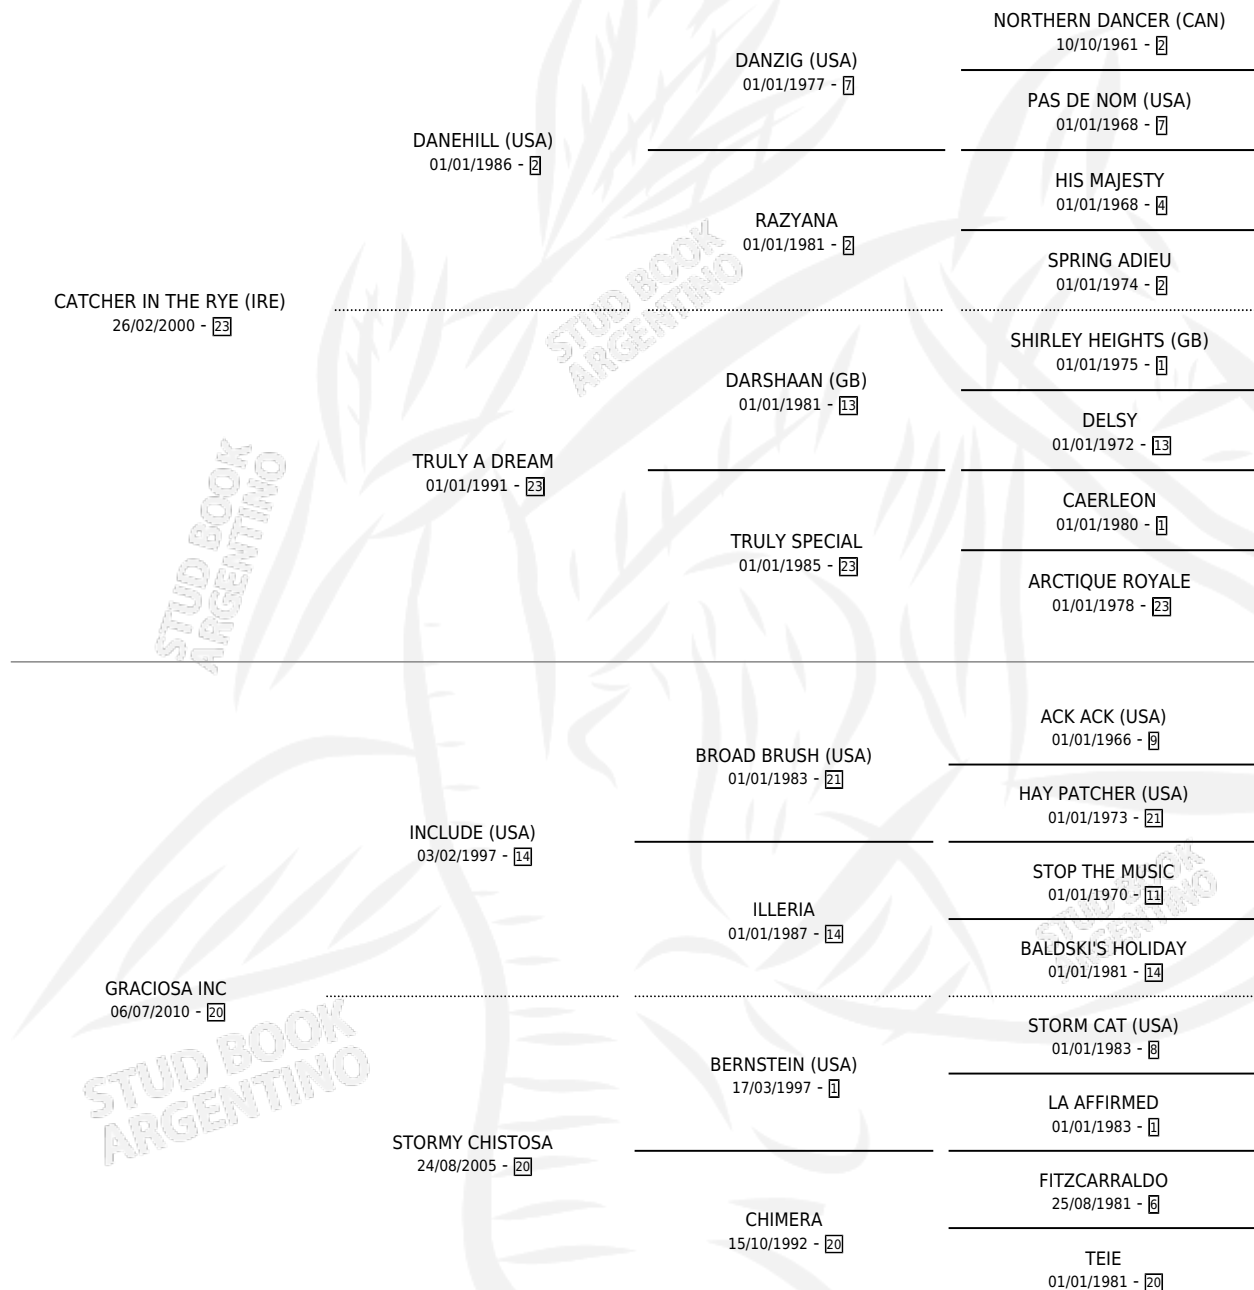 NORTHERN DANCER (CAN)
10/10/1961 - 2
DANZIG (USA)
01/01/1977 - 7
PAS DE NOM (USA)
01/01/1968 - 7
DANEHILL (USA)
01/01/1986 - 2
HIS MAJESTY
01/01/1968 - 4
RAZYANA
01/01/1981 - 2
SPRING ADIEU
01/01/1974 - 2
CATCHER IN THE RYE (IRE)
26/02/2000 - 23
SHIRLEY HEIGHTS (GB)
01/01/1975 - 1
DARSHAAN (GB)
01/01/1981 - 13
DELSY
01/01/1972 - 13
TRULY A DREAM
01/01/1991 - 23
CAERLEON
01/01/1980 - 1
TRULY SPECIAL
01/01/1985 - 23
ARCTIQUE ROYALE
01/01/1978 - 23
STUD BOOK
ARGENTINO
STUD BOOK
ARGENTINO
ACK ACK (USA)
01/01/1966 - 9
BROAD BRUSH (USA)
01/01/1983 - 21
HAY PATCHER (USA)
01/01/1973 - 21
INCLUDE (USA)
03/02/1997 - 14
STOP THE MUSIC
01/01/1970 - 11
ILLERIA
01/01/1987 - 14
BALDSKI'S HOLIDAY
01/01/1981 - 14
STUD BOOK
ARGENTINO
GRACIOSA INC
06/07/2010 - 20
STORM CAT (USA)
01/01/1983 - 8
BERNSTEIN (USA)
17/03/1997 - 1
LA AFFIRMED
01/01/1983 - 1
STORMY CHISTOSA
24/08/2005 - 20
FITZCARRALDO
25/08/1981 - 6
CHIMERA
15/10/1992 - 20
TEIE
01/01/1981 - 20
STUD BOOK
ARGENTINO